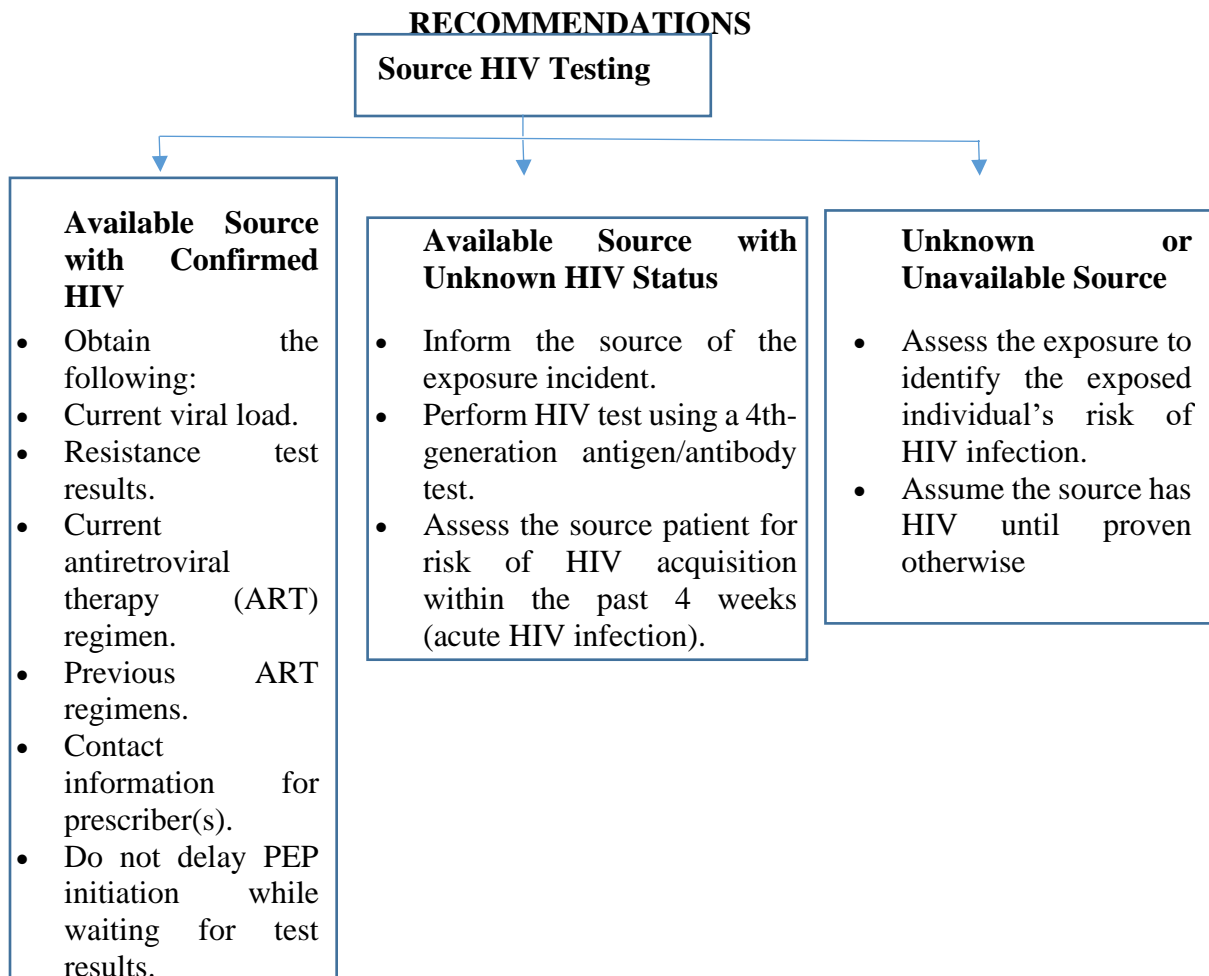 RECOMMENDATIONS
Source HIV Testing
Available Source
with Confirmed
HIV
• Obtain the
following:
• Current viral load.
• Resistance test
results.
• Current
antiretroviral
therapy (ART)
regimen.
• Previous ART
regimens.
• Contact
information for
prescriber(s).
• Do not delay PEP
initiation while
waiting for test
results.
Available Source with
Unknown HIV Status
• Inform the source of the
exposure incident.
• Perform HIV test using a 4th-
generation antigen/antibody
test.
• Assess the source patient for
risk of HIV acquisition
within the past 4 weeks
(acute HIV infection).
Unknown or
Unavailable Source
• Assess the exposure to
identify the exposed
individual’s risk of
HIV infection.
• Assume the source has
HIV until proven
otherwise